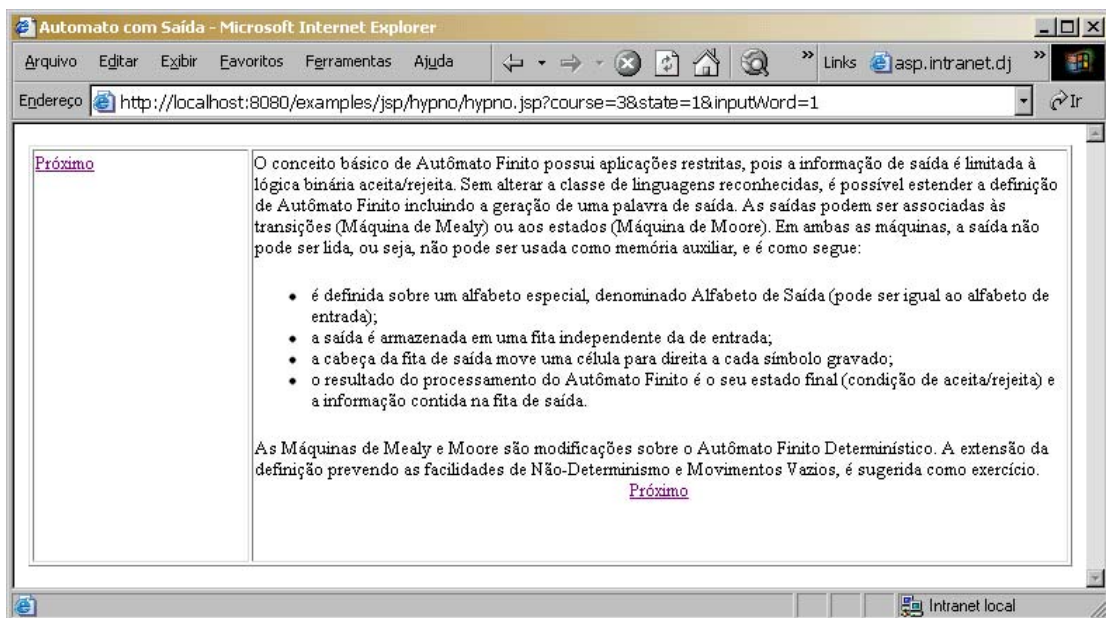 Automato com Saída - Microsoft Internet Explorer
Arquivo Editar Exibir Favoritos Ferramentas Ajuda » Links asp.intranet.dj »
Endereço http://localhost:8080/examples/jsp/hypno/hypno.jsp?course=3&state=1&inputWord=1 Ir
Próximo
O conceito básico de Autômato Finito possui aplicações restritas, pois a informação de saída é limitada à
lógica binária aceita/rejeita. Sem alterar a classe de linguagens reconhecidas, é possível estender a definição
de Autômato Finito incluindo a geração de uma palavra de saída. As saídas podem ser associadas às
transições (Máquina de Mealy) ou aos estados (Máquina de Moore). Em ambas as máquinas, a saída não
pode ser lida, ou seja, não pode ser usada como memória auxiliar, e é como segue:
• é definida sobre um alfabeto especial, denominado Alfabeto de Saída (pode ser igual ao alfabeto de
entrada);
• a saída é armazenada em uma fita independente da de entrada;
• a cabeça da fita de saída move uma célula para direita a cada símbolo gravado;
• o resultado do processamento do Autômato Finito é o seu estado final (condição de aceita/rejeita) e
a informação contida na fita de saída.
As Máquinas de Mealy e Moore são modificações sobre o Autômato Finito Determinístico. A extensão da
definição prevendo as facilidades de Não-Determinismo e Movimentos Vazios, é sugerida como exercício.
Próximo
Intranet local